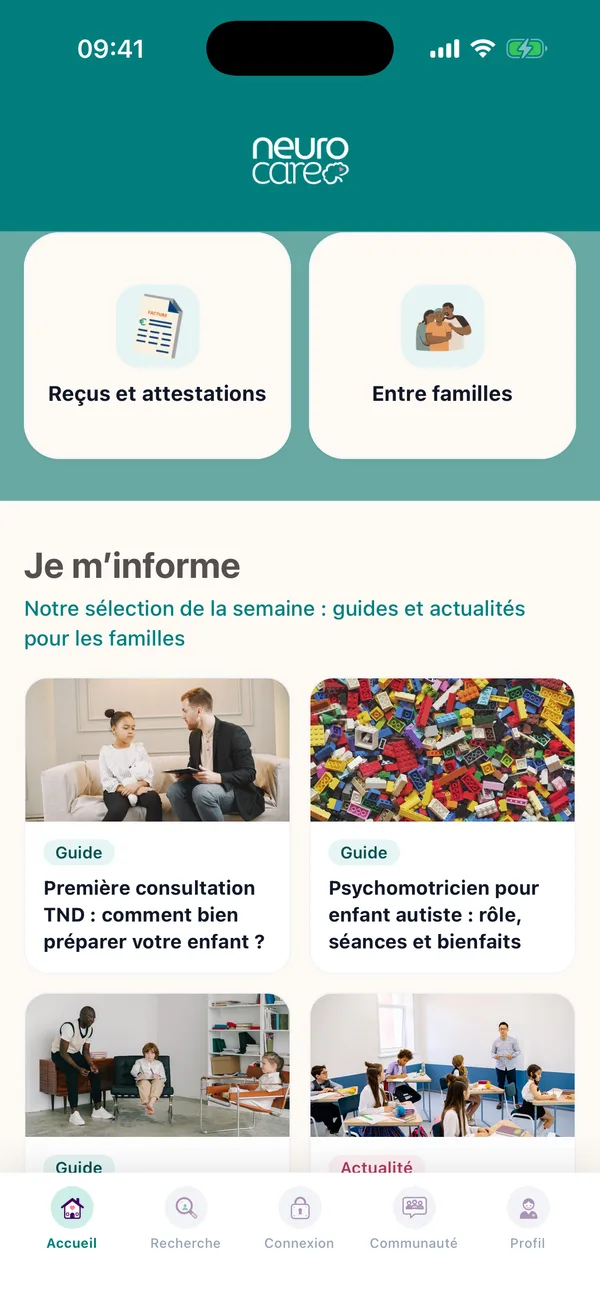 09:41
neuro
care
FACTURE
€
Reçus et attestations
Entre familles
Je m’informe
Notre sélection de la semaine : guides et actualités
pour les familles
Guide
Première consultation
TND : comment bien
préparer votre enfant ?
Guide
Psychomotricien pour
enfant autiste : rôle,
séances et bienfaits
Guide
Actualité
Accueil
Recherche
Connexion
Communauté
Profil